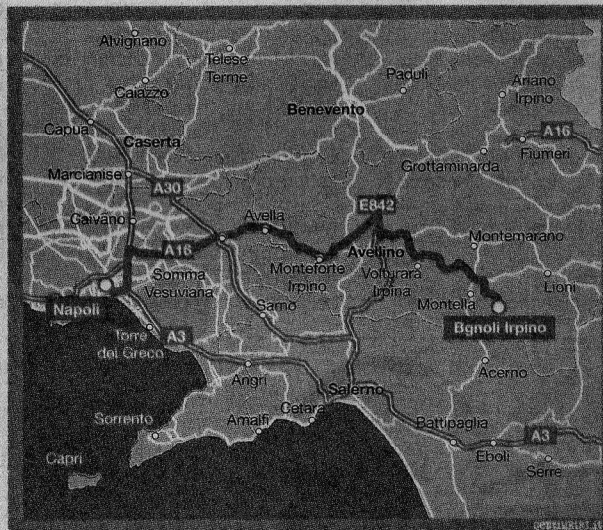 Alvignano
Telese
Terme
Caiazzo
Paduli
Ariano
Irpino
Benevento
Capua
Caserta
A16
Fiumeri
Grottaminarda
Marcianise
A30
E842
Caivano
Avella
Montemarano
A16
Avellino
Monteforte
Irpino
Volturara
Irpina
Somma
Vesuviana
Lioni
Montella
Napoli
Sarno
Bgnoli Irpino
Torre
del Greco
A3
Acerno
Angri
Salerno
Sorrento
Amalfi
Cetara
Battipaglia
A3
Eboli
Capri
Serre